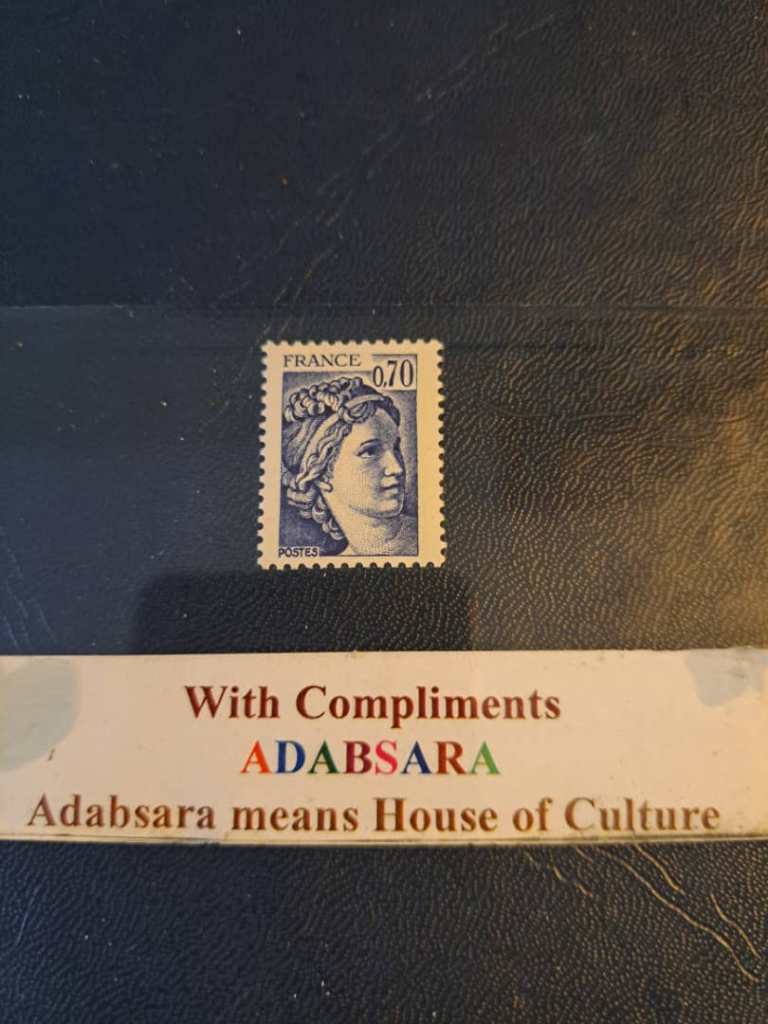 FRANCE
0,70
POSTES
With Compliments
ADABSARA
Adabsara means House of Culture